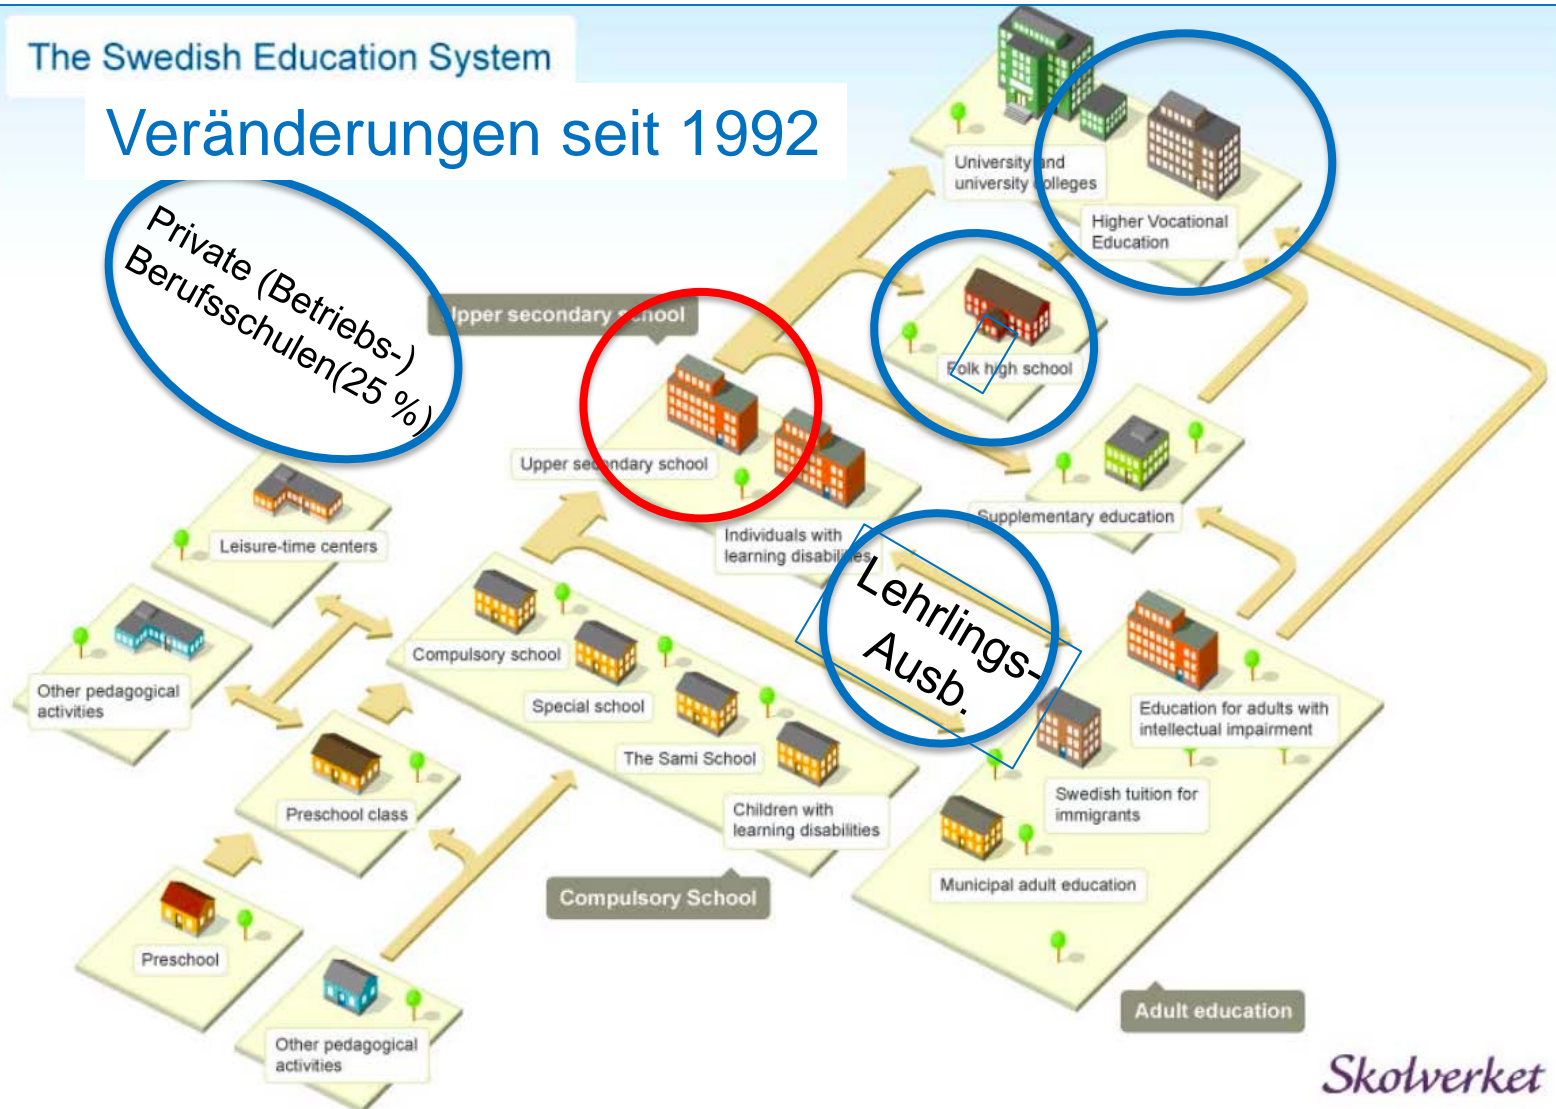 The Swedish Education System
Veränderungen seit 1992
University and
university colleges
Higher Vocational
Education
Private (Betriebs-)
Berufsschulen(25 %)
Upper secondary school
Folk high school
Upper secondary school
Supplementary education
Individuals with
learning disabilities
Leisure-time centers
Lehrlings-
Ausb.
Compulsory school
Other pedagogical
activities
Special school
Education for adults with
intellectual impairment
The Sami School
Swedish tuition for
immigrants
Preschool class
Children with
learning disabilities
Municipal adult education
Compulsory School
Preschool
Adult education
Other pedagogical
activities
Skolverket